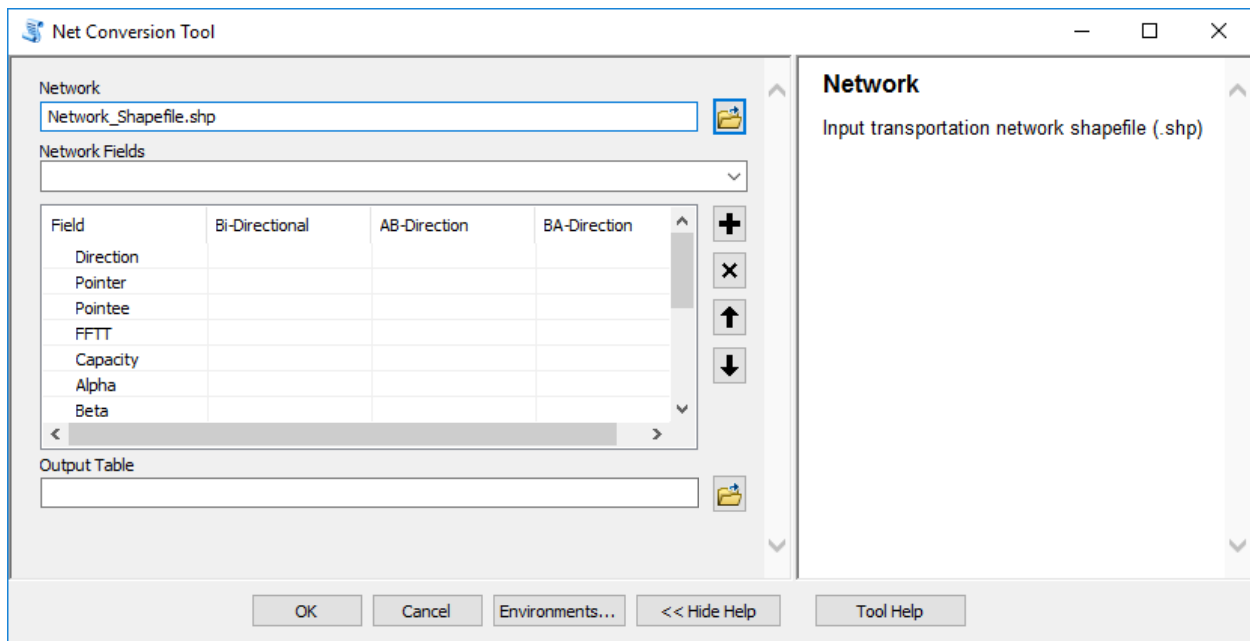 Net Conversion Tool
Network
Network_Shapefile.shp
Network Fields
Field Bi-Directional AB-Direction BA-Direction
Direction
Pointer
Pointee
FFTT
Capacity
Alpha
Beta
Output Table
Network
Input transportation network shapefile (.shp)
OK Cancel Environments... << Hide Help Tool Help